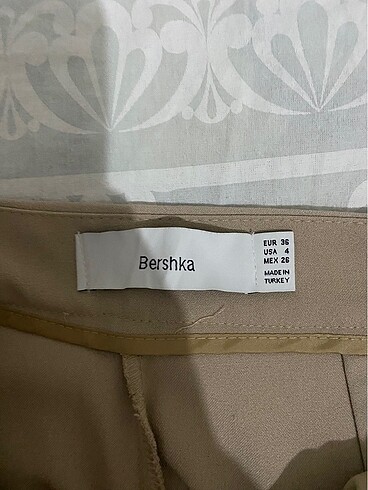 Bershka
EUR 36
USA 4
MEX 26
MADE IN
TURKEY